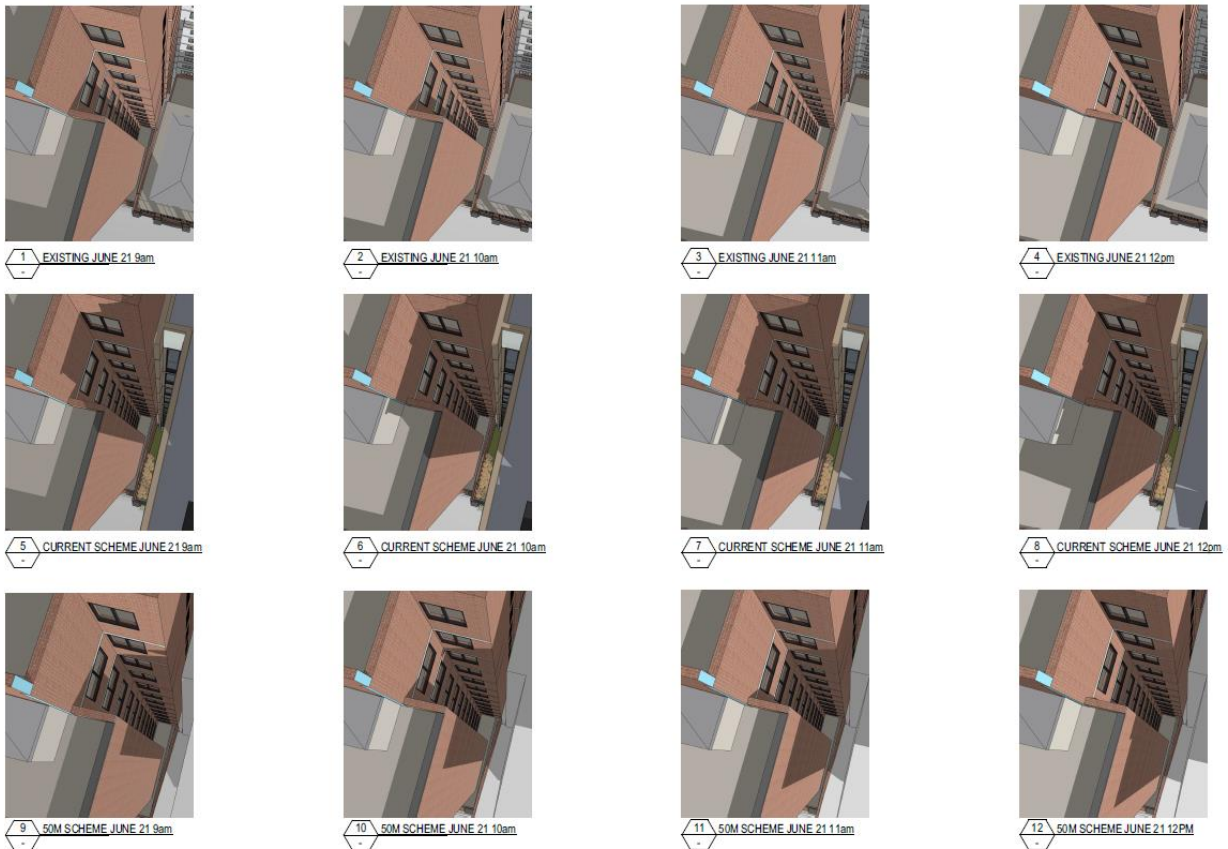 1 EXISTING JUNE 21 9am
-
2 EXISTING JUNE 21 10am
-
3 EXISTING JUNE 21 11am
-
4 EXISTING JUNE 21 12pm
-
5 CURRENT SCHEME JUNE 21 9am
-
6 CURRENT SCHEME JUNE 21 10am
-
7 CURRENT SCHEME JUNE 21 11am
-
8 CURRENT SCHEME JUNE 21 12pm
-
9 50M SCHEME JUNE 21 9am
-
10 50M SCHEME JUNE 21 10am
-
11 50M SCHEME JUNE 21 11am
-
12 50M SCHEME JUNE 21 12PM
-